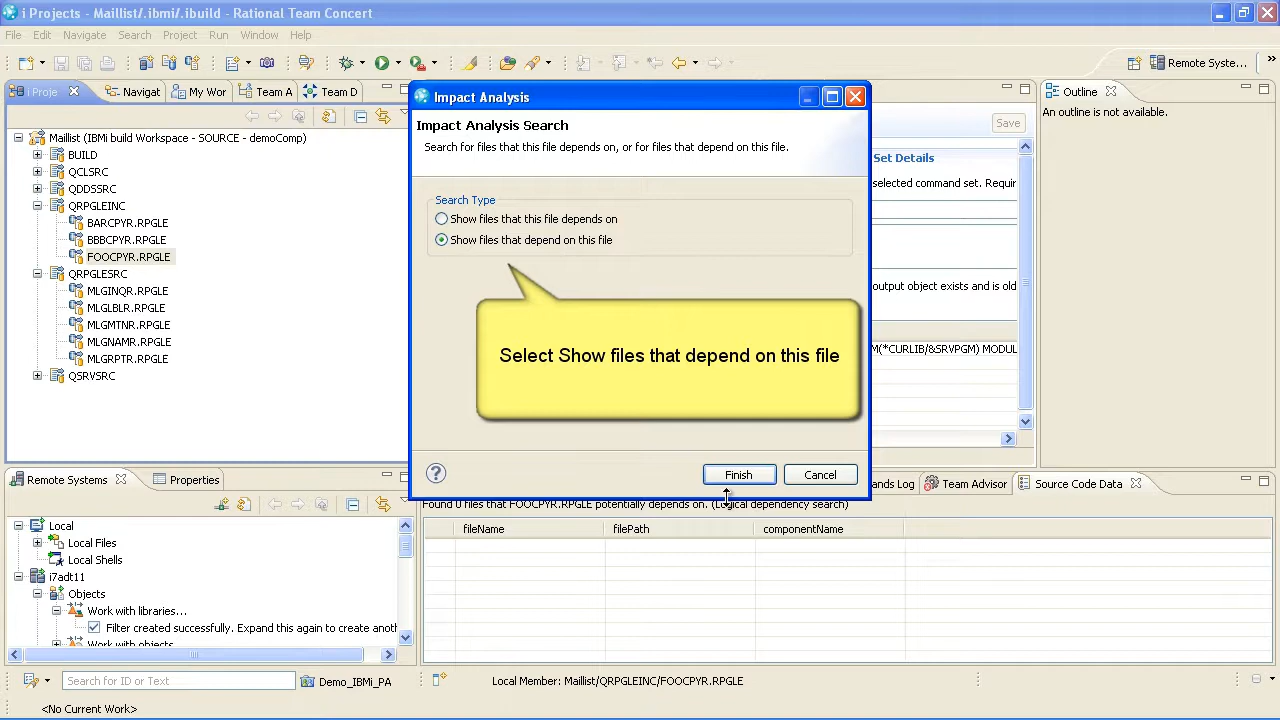 i Projects - Maillist/.ibmi/.ibuild - Rational Team Concert
File Edit Navigate Search Project Run Window Help
Remote Syste...
i Proje
Navigat
My Wor
Team A
Team D
Maillist (IBMi build Workspace - SOURCE - demoComp)
BUILD
QCLSRC
QDDSSRC
QRPGLEINC
BARCPYR.RPGLE
BBBCPYR.RPGLE
FOOCPYR.RPGLE
QRPGLESRC
MLGINQR.RPGLE
MLGLBLR.RPGLE
MLGMTNR.RPGLE
MLGNAMR.RPGLE
MLGRPTR.RPGLE
QSRVSRC
Impact Analysis
Impact Analysis Search
Search for files that this file depends on, or for files that depend on this file.
Search Type
Show files that this file depends on
Show files that depend on this file
Select Show files that depend on this file
Finish
Cancel
Save
Set Details
selected command set. Requir
output object exists and is old
M(*CURLIB/&SRVPGM) MODUL
Outline
An outline is not available.
Remote Systems
Properties
Local
Local Files
Local Shells
i7adt11
Objects
Work with libraries...
Filter created successfully. Expand this again to create anoth
Work with objects
ands Log
Team Advisor
Source Code Data
Found 0 files that FOOCPYR.RPGLE potentially depends on. (Logical dependency search)
fileName filePath componentName
Search for ID or Text
Demo_IBMi_PA
Local Member: Maillist/QRPGLEINC/FOOCPYR.RPGLE
<No Current Work>